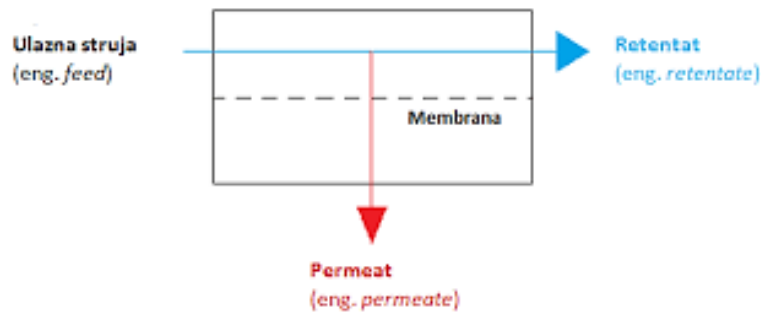 Ulazna struja
(eng. feed)
Retentat
(eng. retentate)
Membrana
Permeat
(eng. permeate)